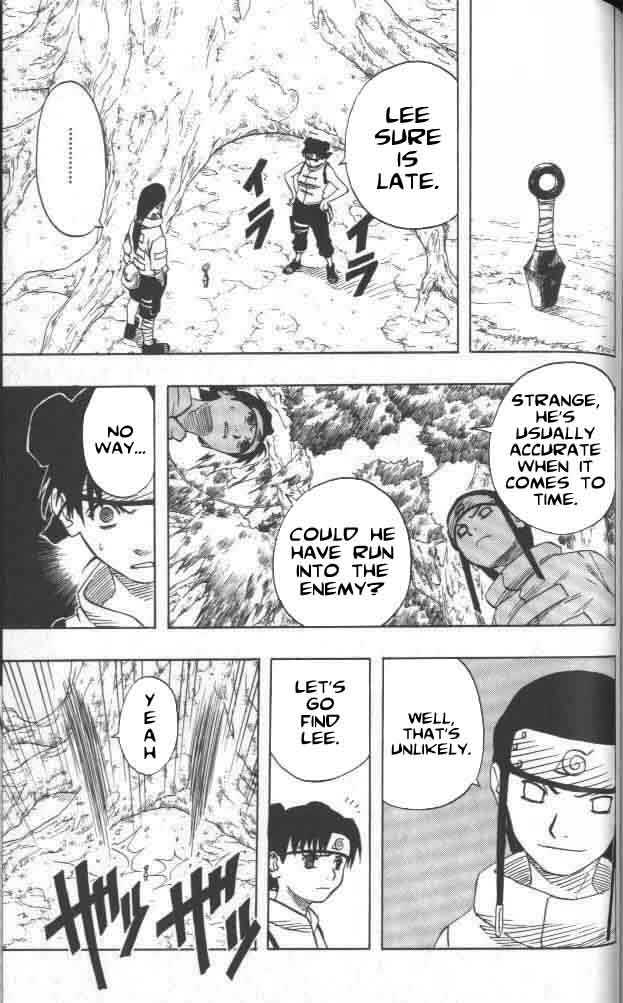 LEE
SURE
IS
LATE.
イラ
イラ
.........
STRANGE,
HE'S
USUALLY
ACCURATE
WHEN IT
COMES TO
TIME.
COULD HE
HAVE RUN
INTO THE
ENEMY?
NO
WAY...
WELL,
THAT'S
UNLIKELY.
LET'S
GO
FIND
LEE.
YEAH
ザッ
ザッ